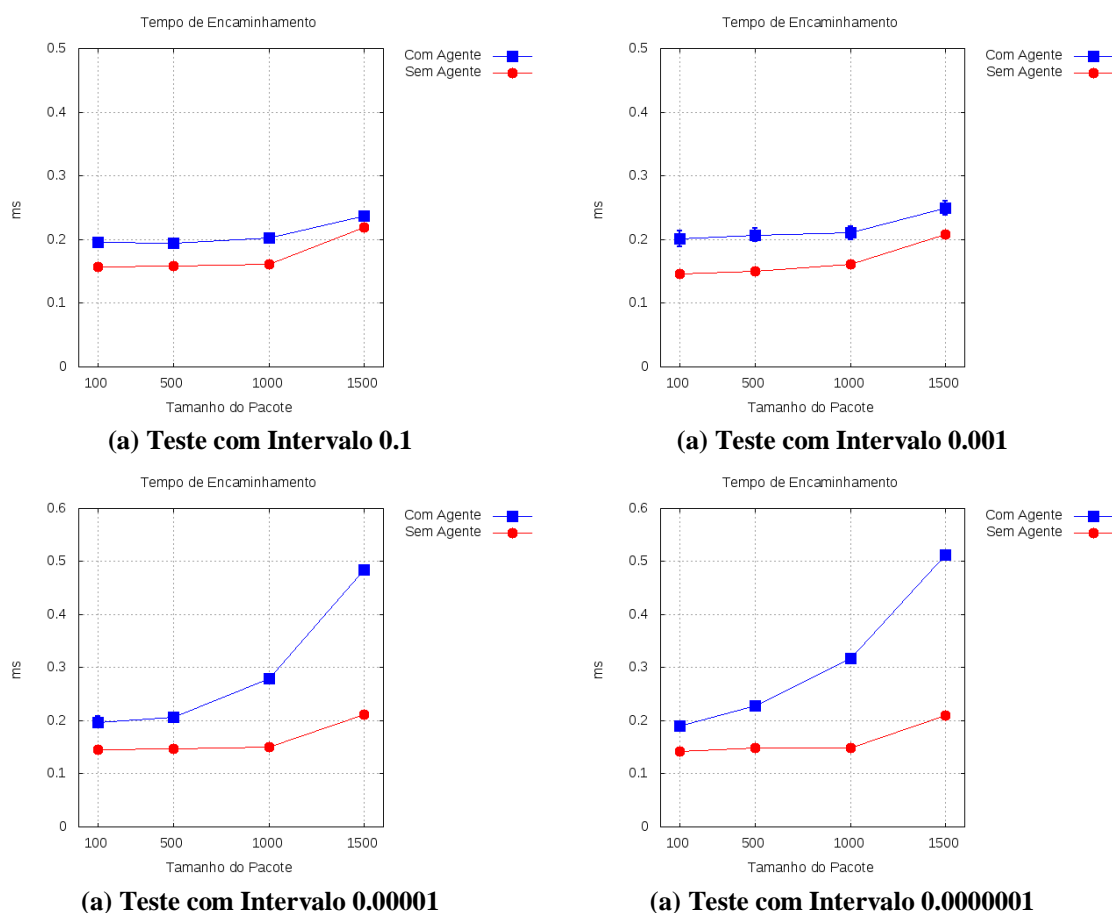 Tempo de Encaminhamento
0.5
0.4
0.3
0.2
0.1
0
ms
100 500 1000 1500
Tamanho do Pacote
Com Agente
Sem Agente
(a) Teste com Intervalo 0.1
Tempo de Encaminhamento
0.5
0.4
0.3
0.2
0.1
0
ms
100 500 1000 1500
Tamanho do Pacote
Com Agente
Sem Agente
(a) Teste com Intervalo 0.001
Tempo de Encaminhamento
0.6
0.5
0.4
0.3
0.2
0.1
0
ms
100 500 1000 1500
Tamanho do Pacote
Com Agente
Sem Agente
(a) Teste com Intervalo 0.00001
Tempo de Encaminhamento
0.6
0.5
0.4
0.3
0.2
0.1
0
ms
100 500 1000 1500
Tamanho do Pacote
Com Agente
Sem Agente
(a) Teste com Intervalo 0.0000001